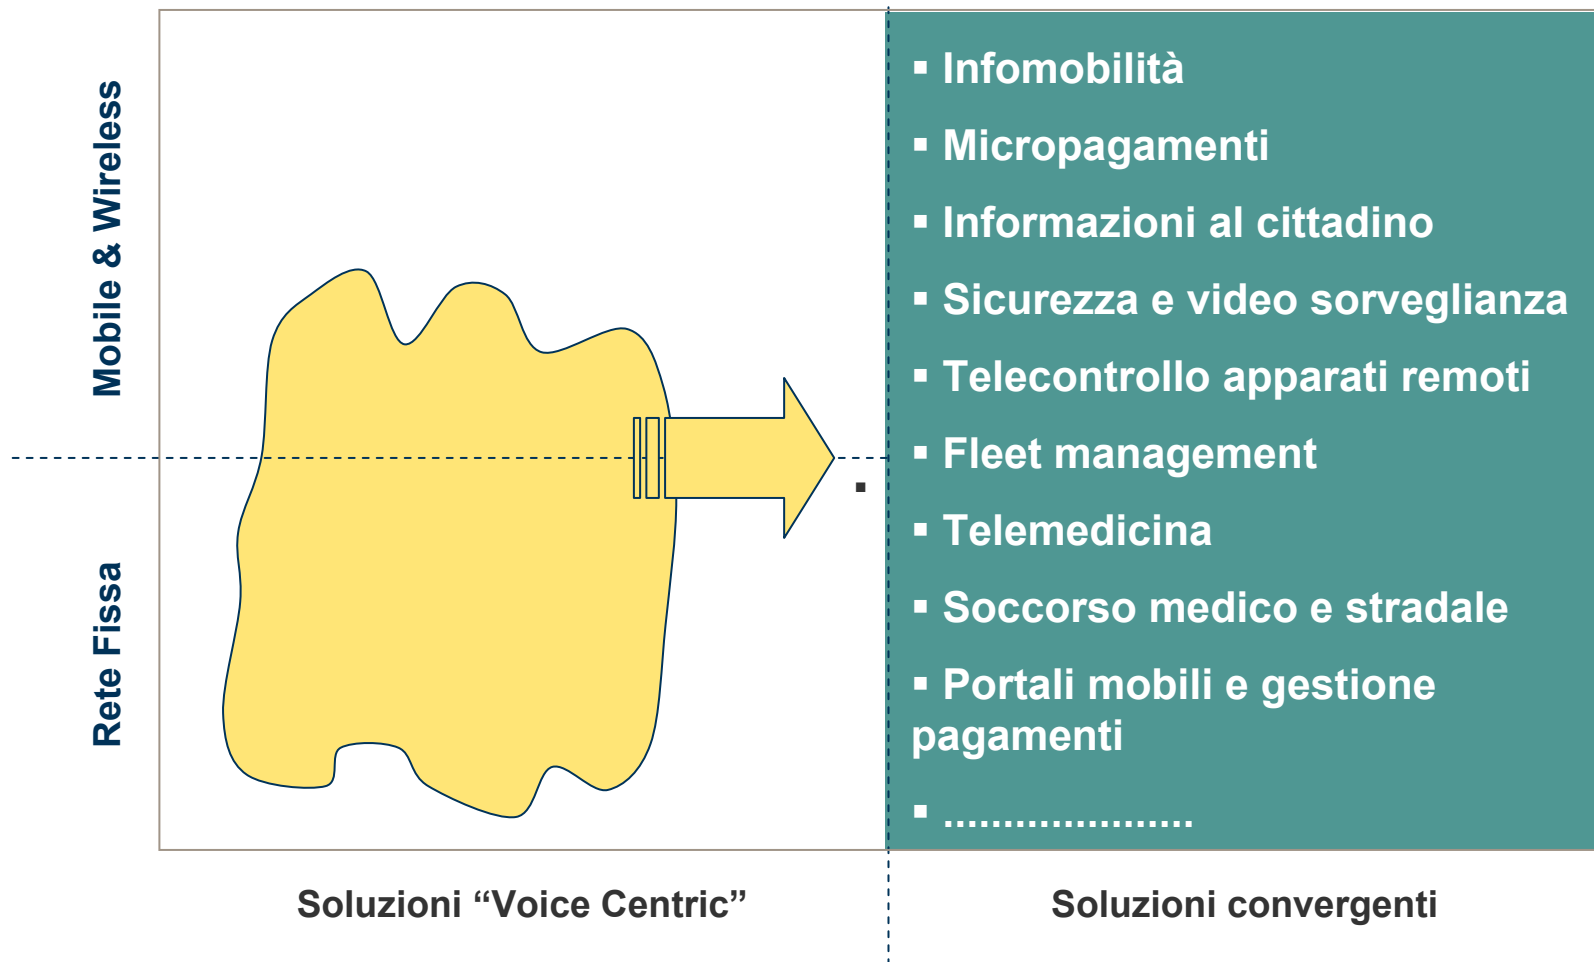 Mobile & Wireless
Rete Fissa
▪ Infomobilità
▪ Micropagamenti
▪ Informazioni al cittadino
▪ Sicurezza e video sorveglianza
▪ Telecontrollo apparati remoti
▪ Fleet management
▪ Telemedicina
▪ Soccorso medico e stradale
▪ Portali mobili e gestione
pagamenti
▪ .....................
▪
Soluzioni “Voice Centric”
Soluzioni convergenti